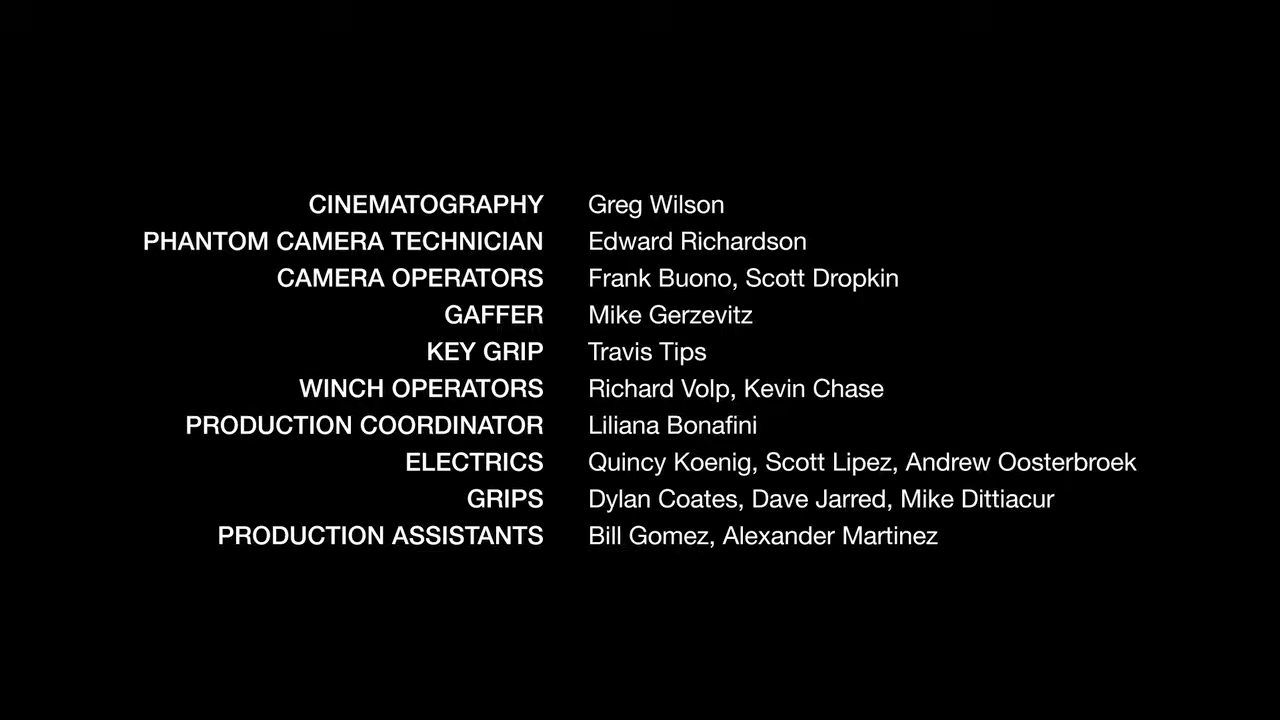 CINEMATOGRAPHY Greg Wilson
PHANTOM CAMERA TECHNICIAN Edward Richardson
CAMERA OPERATORS Frank Buono, Scott Dropkin
GAFFER Mike Gerzevitz
KEY GRIP Travis Tips
WINCH OPERATORS Richard Volp, Kevin Chase
PRODUCTION COORDINATOR Liliana Bonafini
ELECTRICS Quincy Koenig, Scott Lipez, Andrew Oosterbroek
GRIPS Dylan Coates, Dave Jarred, Mike Dittiacur
PRODUCTION ASSISTANTS Bill Gomez, Alexander Martinez